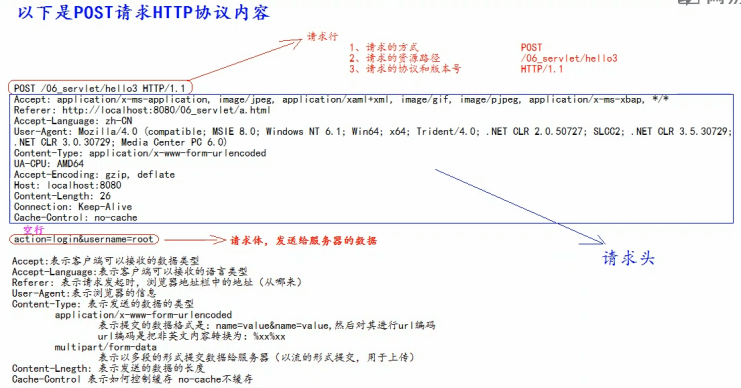 以下是POST请求HTTP协议内容
请求行
1、请求的方式 POST
2、请求的资源路径 /06_servlet/hello3
3、请求的协议和版本号 HTTP/1.1
POST /06_servlet/hello3 HTTP/1.1
Accept: application/x-ms-application, image/jpeg, application/xaml+xml, image/gif, image/pjpeg, application/x-ms-xbap, */*
Referer: http://localhost:8080/06_servlet/a.html
Accept-Language: zh-CN
User-Agent: Mozilla/4.0 (compatible; MSIE 8.0; Windows NT 6.1; Win64; x64; Trident/4.0; .NET CLR 2.0.50727; SLCC2; .NET CLR 3.5.30729;
.NET CLR 3.0.30729; Media Center PC 6.0)
Content-Type: application/x-www-form-urlencoded
UA-CPU: AMD64
Accept-Encoding: gzip, deflate
Host: localhost:8080
Content-Length: 26
Connection: Keep-Alive
Cache-Control: no-cache
空行
action=login&username=root
请求体，发送给服务器的数据
请求头
Accept:表示客户端可以接收的数据类型
Accept-Language:表示客户端可以接收的语言类型
Referer: 表示请求发起时，浏览器地址栏中的地址（从哪来）
User-Agent:表示浏览器的信息
Content-Type: 表示发送的数据的类型
application/x-www-form-urlencoded
表示提交的数据格式是：name=value&name=value,然后对其进行url编码
url编码是把非英文内容转换为：%xx%xx
multipart/form-data
表示以多段的形式提交数据给服务器（以流的形式提交，用于上传）
Content-Lnegth: 表示发送的数据的长度
Cache-Control 表示如何控制缓存 no-cache不缓存